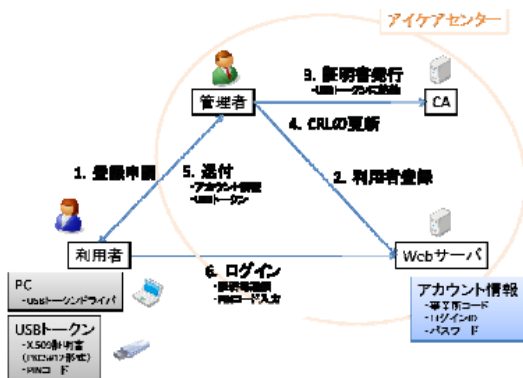 アイケアセンター
3. 証明書発行
・USBトークンに格納
管理者
CA
4. CRLの更新
1. 登録申請
5. 送付
・アカウント情報
・USBトークン
2. 利用者登録
利用者
6. ログイン
・証明書選択
・PINコード入力
Webサーバ
PC
・USBトークンドライバ
アカウント情報
・事業所コード
・ログインID
・パスワード
USBトークン
・X.509証明書
(PKCS#12形式)
・PINコード